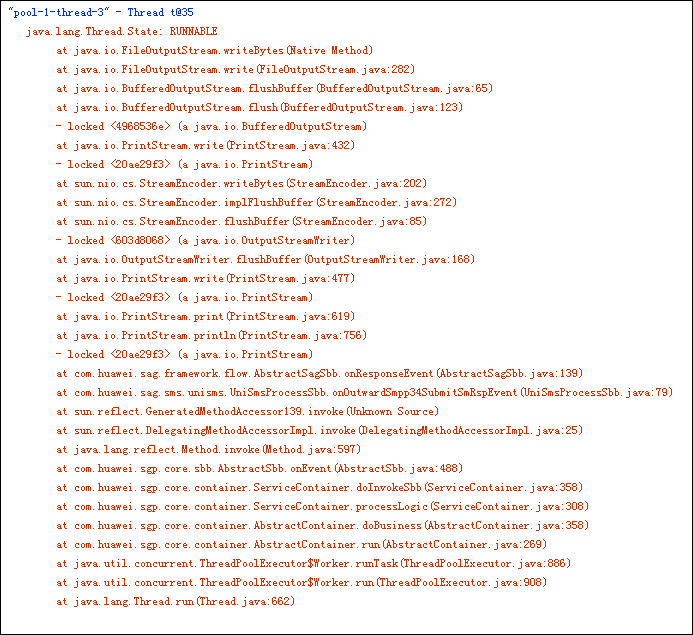 "pool-1-thread-3" - Thread t@35
java.lang.Thread.State: RUNNABLE
at java.io.FileOutputStream.writeBytes(Native Method)
at java.io.FileOutputStream.write(FileOutputStream.java:282)
at java.io.BufferedOutputStream.flushBuffer(BufferedOutputStream.java:65)
at java.io.BufferedOutputStream.flush(BufferedOutputStream.java:123)
- locked <4968536e> (a java.io.BufferedOutputStream)
at java.io.PrintStream.write(PrintStream.java:432)
- locked <20ae29f3> (a java.io.PrintStream)
at sun.nio.cs.StreamEncoder.writeBytes(StreamEncoder.java:202)
at sun.nio.cs.StreamEncoder.implFlushBuffer(StreamEncoder.java:272)
at sun.nio.cs.StreamEncoder.flushBuffer(StreamEncoder.java:85)
- locked <603d8068> (a java.io.OutputStreamWriter)
at java.io.OutputStreamWriter.flushBuffer(OutputStreamWriter.java:168)
at java.io.PrintStream.write(PrintStream.java:477)
- locked <20ae29f3> (a java.io.PrintStream)
at java.io.PrintStream.print(PrintStream.java:619)
at java.io.PrintStream.println(PrintStream.java:756)
- locked <20ae29f3> (a java.io.PrintStream)
at com.huawei.sag.framework.flow.AbstractSagSbb.onResponseEvent(AbstractSagSbb.java:139)
at com.huawei.sag.sms.unisms.UniSmsProcessSbb.onOutwardSmpp34SubmitSmRspEvent(UniSmsProcessSbb.java:79)
at sun.reflect.GeneratedMethodAccessor139.invoke(Unknown Source)
at sun.reflect.DelegatingMethodAccessorImpl.invoke(DelegatingMethodAccessorImpl.java:25)
at java.lang.reflect.Method.invoke(Method.java:597)
at com.huawei.sgp.core.sbb.AbstractSbb.onEvent(AbstractSbb.java:488)
at com.huawei.sgp.core.container.ServiceContainer.doInvokeSbb(ServiceContainer.java:358)
at com.huawei.sgp.core.container.ServiceContainer.processLogic(ServiceContainer.java:308)
at com.huawei.sgp.core.container.AbstractContainer.doBusiness(AbstractContainer.java:358)
at com.huawei.sgp.core.container.AbstractContainer.run(AbstractContainer.java:269)
at java.util.concurrent.ThreadPoolExecutor$Worker.runTask(ThreadPoolExecutor.java:886)
at java.util.concurrent.ThreadPoolExecutor$Worker.run(ThreadPoolExecutor.java:908)
at java.lang.Thread.run(Thread.java:662)